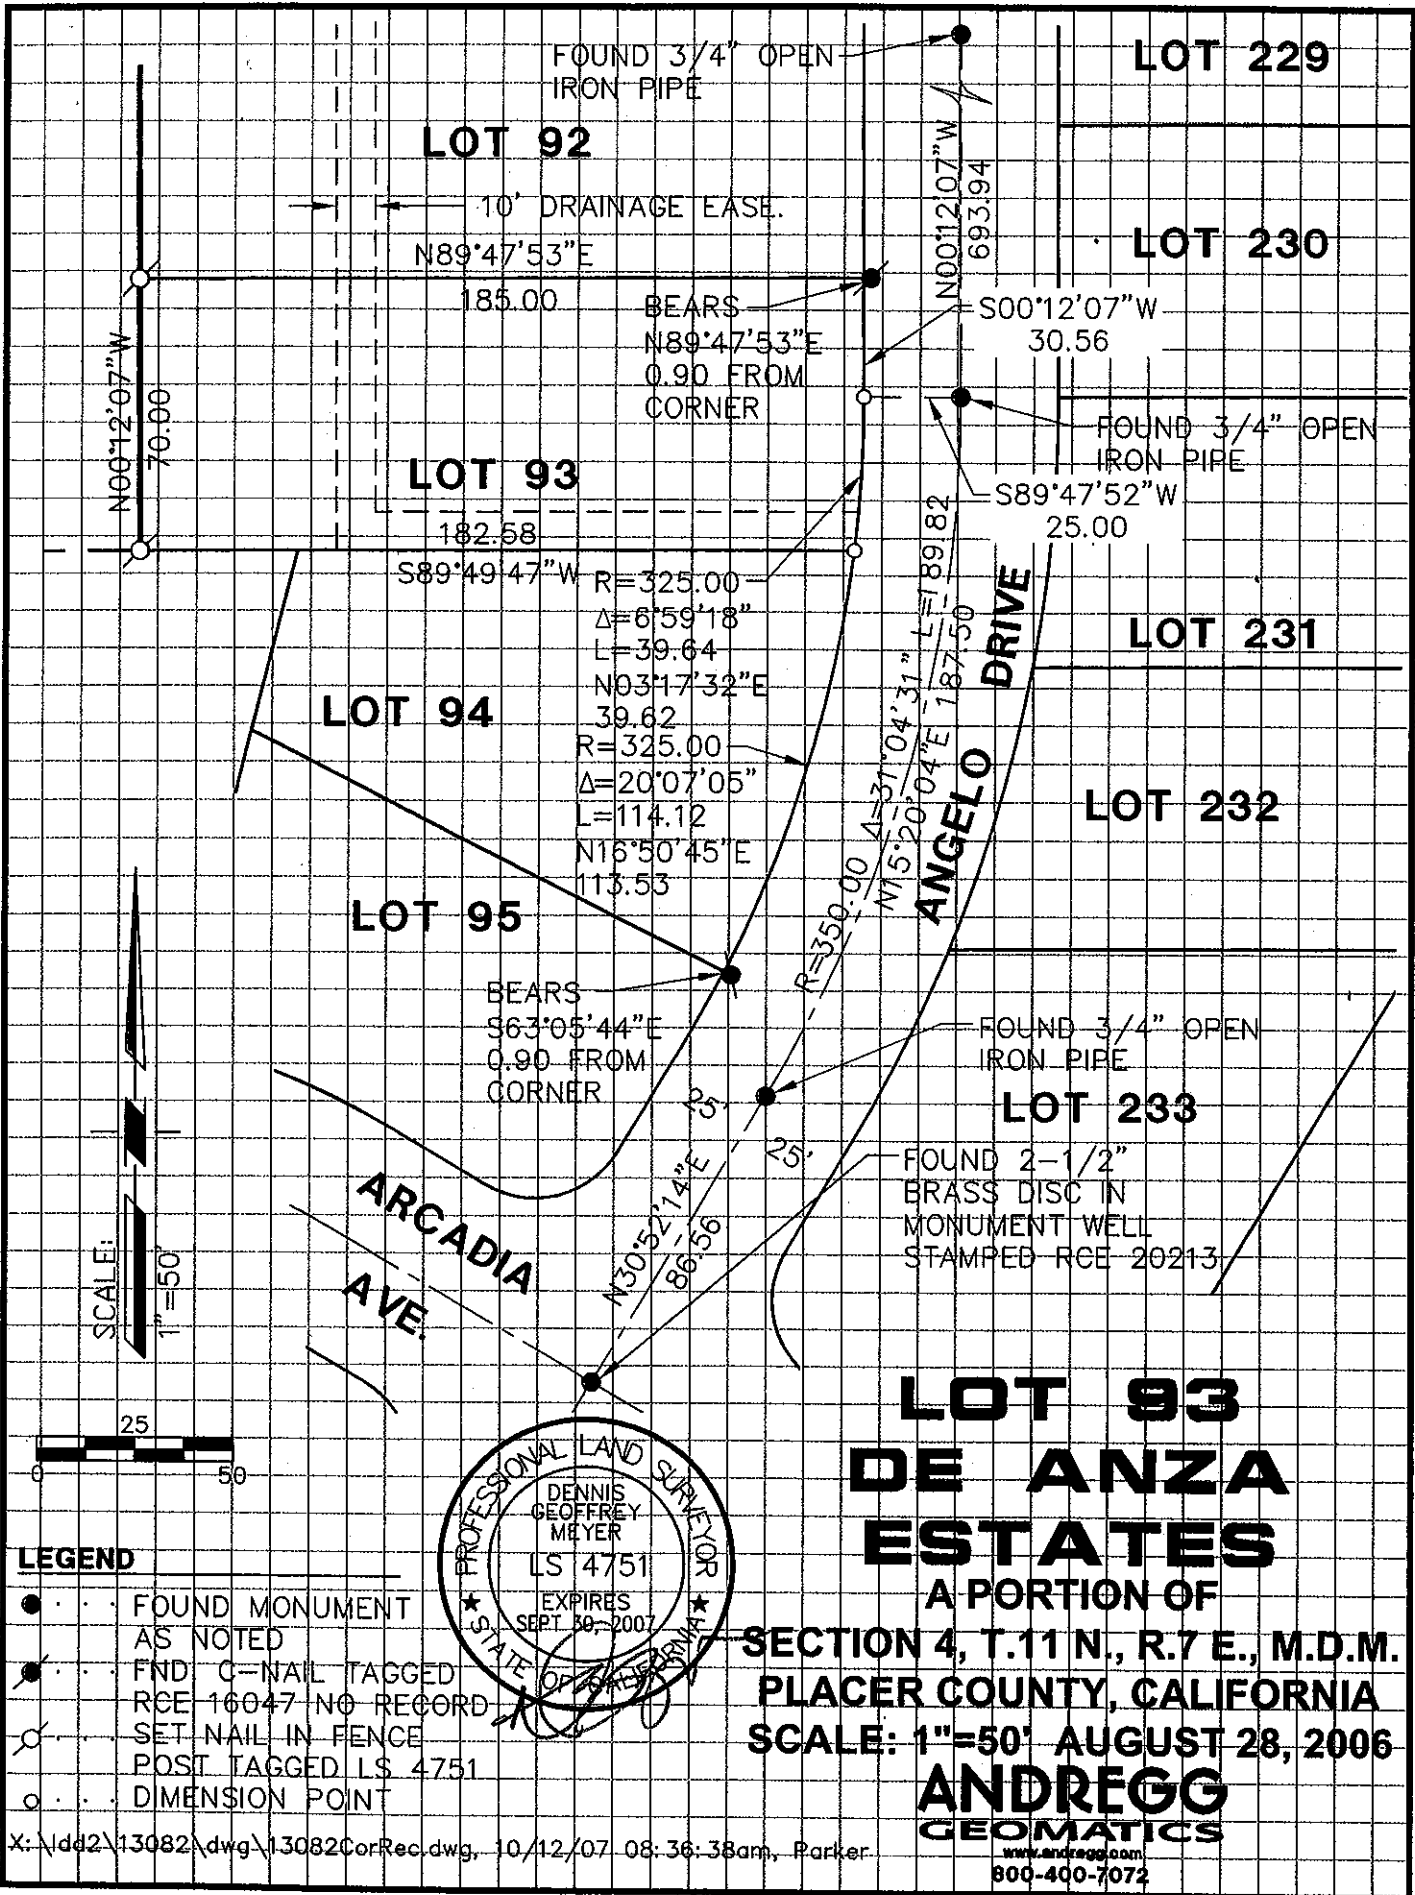 FOUND 3/4" OPEN
IRON PIPE
LOT 229
LOT 92
N00°12'07"W
693.94
10' DRAINAGE EASE.
LOT 230
N89°47'53"E
185.00
BEARS
N89°47'53"E
0.90 FROM
CORNER
S00°12'07"W
30.56
N00°12'07"W
70.00
FOUND 3/4" OPEN
IRON PIPE
LOT 93
S89°47'52"W
25.00
182.58
S89°49'47"W
R=325.00
Δ=6°59'18"
L=39.64
N03°17'32"E
39.62
R=325.00
Δ=20°07'05"
L=114.12
N16°50'45"E
113.53
R=350.00 Δ=31°04'31" L=189.82
N15°20'04"E 187.50
ANGELO DRIVE
LOT 231
LOT 94
LOT 232
LOT 95
BEARS
S63°05'44"E
0.90 FROM
CORNER
FOUND 3/4" OPEN
IRON PIPE
LOT 233
25'
25'
FOUND 2-1/2"
BRASS DISC IN
MONUMENT WELL
STAMPED RCE 20213
N30°52'14"E
86.56
ARCADIA
AVE.
SCALE:
1"=50'
25
0
50
PROFESSIONAL LAND SURVEYOR
DENNIS
GEOFFREY
MEYER
LS 4751
EXPIRES
SEPT 30, 2007
STATE OF CALIFORNIA
LEGEND
FOUND MONUMENT
AS NOTED
FND C-NAIL TAGGED
RCE 16047 NO RECORD
SET NAIL IN FENCE
POST TAGGED LS 4751
DIMENSION POINT
LOT 93
DE ANZA
ESTATES
A PORTION OF
SECTION 4, T.11 N., R.7 E., M.D.M.
PLACER COUNTY, CALIFORNIA
SCALE: 1"=50' AUGUST 28, 2006
ANDREGG
GEOMATICS
www.andregg.com
800-400-7072
X:\ldd2\13082\dwg\13082CorRec.dwg, 10/12/07 08:36:38am, Parker